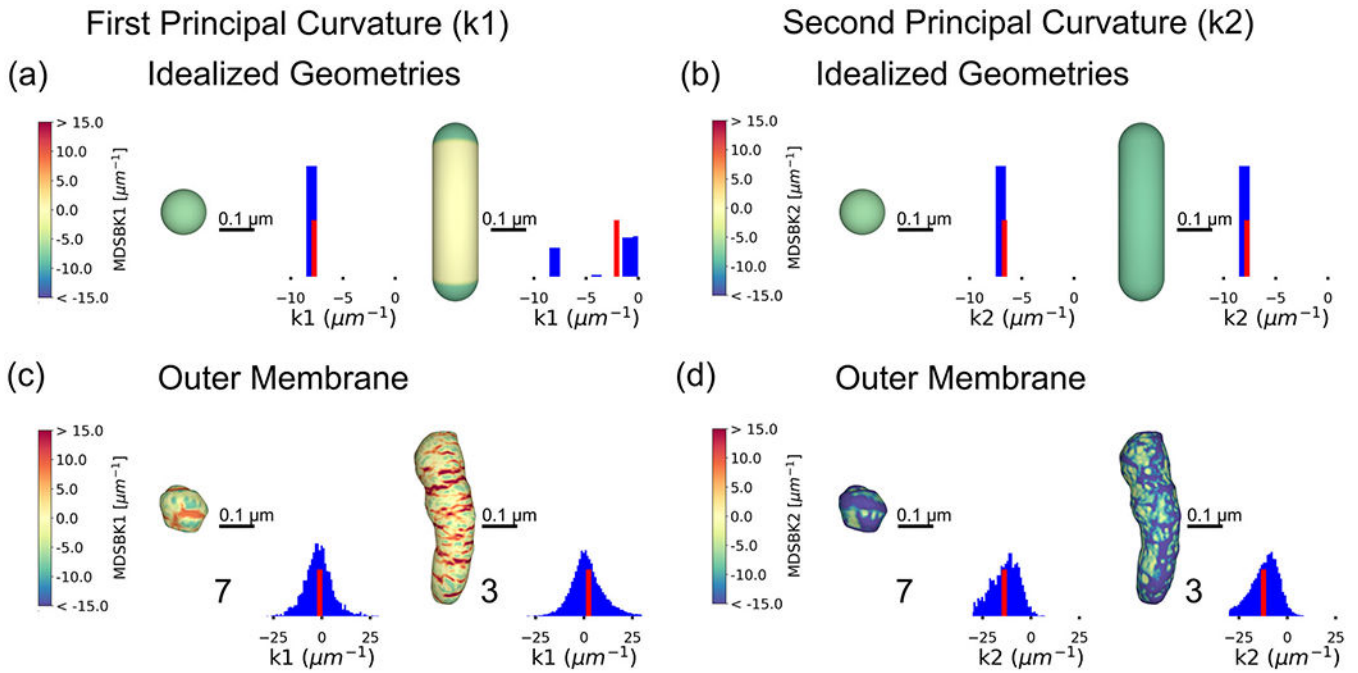 First Principal Curvature (k1)
Second Principal Curvature (k2)
(a)
Idealized Geometries
> 15.0
10.0
5.0
0.0
-5.0
-10.0
< -15.0
MDSBK1 [μm⁻¹]
0.1 μm
−10 −5 0
k1 (μm⁻¹)
0.1 μm
−10 −5 0
k1 (μm⁻¹)
(b)
Idealized Geometries
> 15.0
10.0
5.0
0.0
-5.0
-10.0
< -15.0
MDSBK2 [μm⁻¹]
0.1 μm
−10 −5 0
k2 (μm⁻¹)
0.1 μm
−10 −5 0
k2 (μm⁻¹)
(c)
Outer Membrane
> 15.0
10.0
5.0
0.0
-5.0
-10.0
< -15.0
MDSBK1 [μm⁻¹]
0.1 μm
7
−25 0 25
k1 (μm⁻¹)
0.1 μm
3
−25 0 25
k1 (μm⁻¹)
(d)
Outer Membrane
> 15.0
10.0
5.0
0.0
-5.0
-10.0
< -15.0
MDSBK2 [μm⁻¹]
0.1 μm
7
−25 0 25
k2 (μm⁻¹)
0.1 μm
3
−25 0 25
k2 (μm⁻¹)